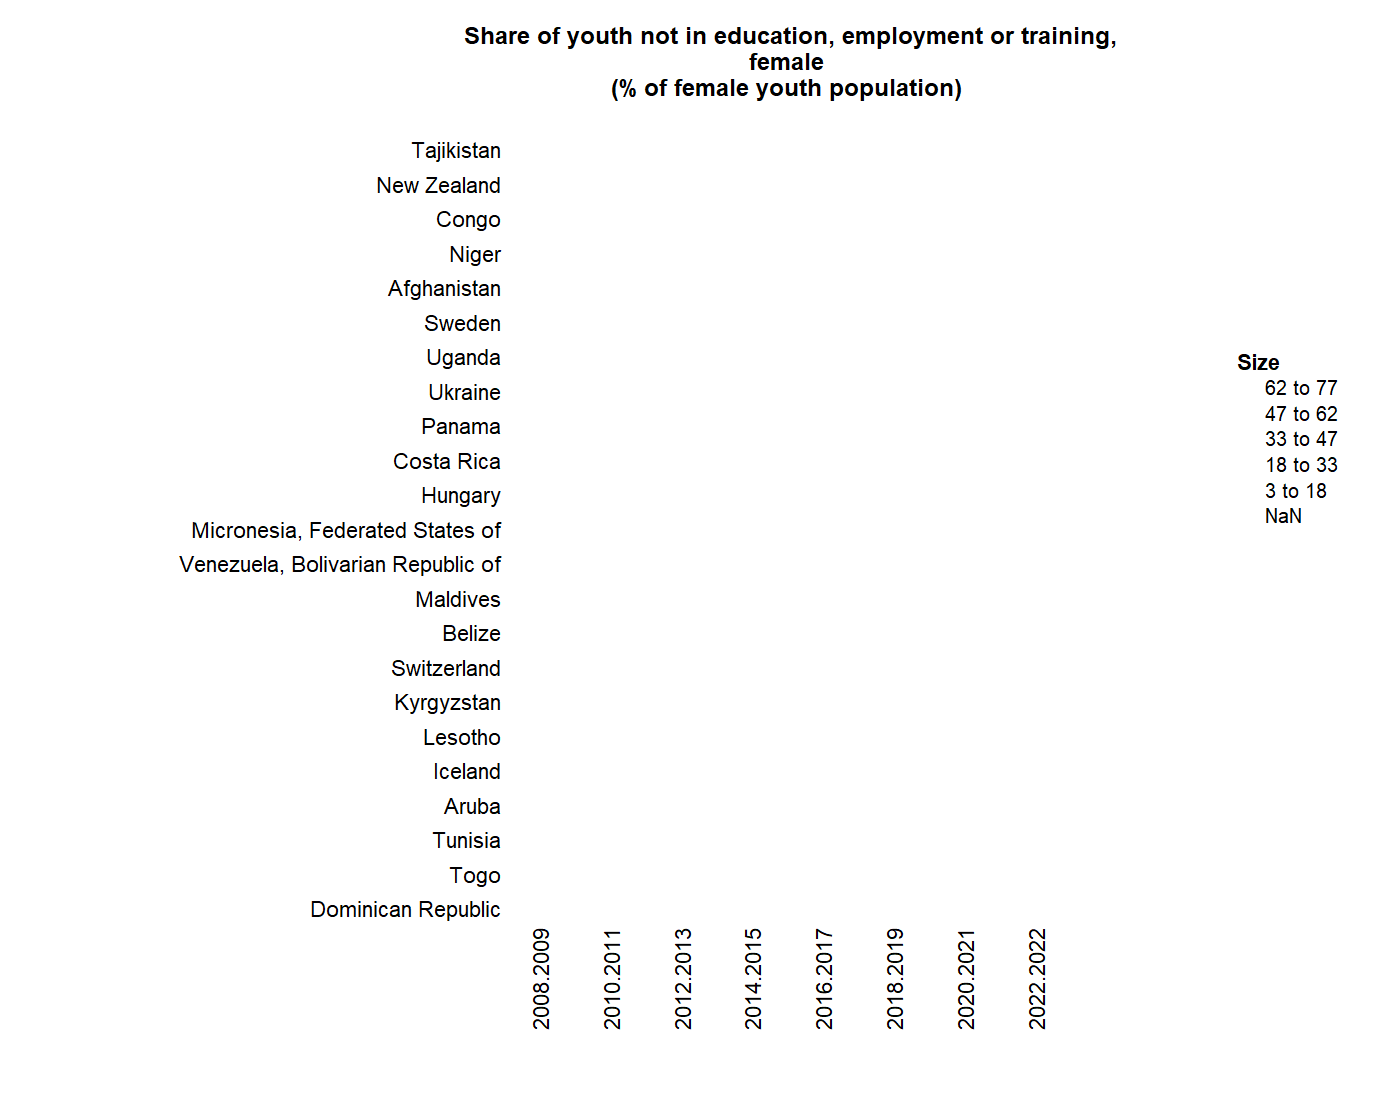 Share of youth not in education, employment or training,
female
(% of female youth population)
Tajikistan
New Zealand
Congo
Niger
Afghanistan
Sweden
Uganda
Ukraine
Panama
Costa Rica
Hungary
Micronesia, Federated States of
Venezuela, Bolivarian Republic of
Maldives
Belize
Switzerland
Kyrgyzstan
Lesotho
Iceland
Aruba
Tunisia
Togo
Dominican Republic
2008.2009
2010.2011
2012.2013
2014.2015
2016.2017
2018.2019
2020.2021
2022.2022
Size
62 to 77
47 to 62
33 to 47
18 to 33
3 to 18
NaN